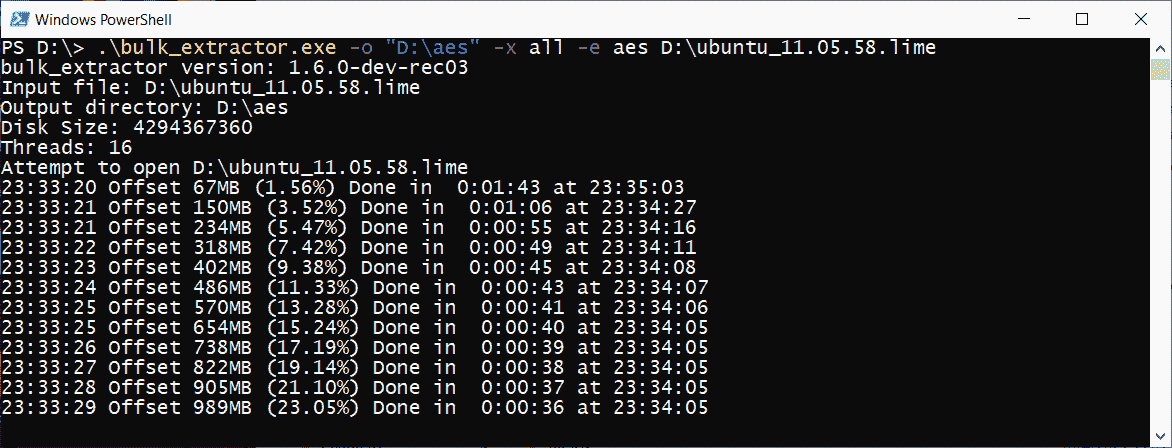 Windows PowerShell
PS D:\> .\bulk_extractor.exe -o "D:\aes" -x all -e aes D:\ubuntu_11.05.58.lime
bulk_extractor version: 1.6.0-dev-rec03
Input file: D:\ubuntu_11.05.58.lime
Output directory: D:\aes
Disk Size: 4294367360
Threads: 16
Attempt to open D:\ubuntu_11.05.58.lime
23:33:20 Offset 67MB (1.56%) Done in  0:01:43 at 23:35:03
23:33:21 Offset 150MB (3.52%) Done in  0:01:06 at 23:34:27
23:33:21 Offset 234MB (5.47%) Done in  0:00:55 at 23:34:16
23:33:22 Offset 318MB (7.42%) Done in  0:00:49 at 23:34:11
23:33:23 Offset 402MB (9.38%) Done in  0:00:45 at 23:34:08
23:33:24 Offset 486MB (11.33%) Done in  0:00:43 at 23:34:07
23:33:25 Offset 570MB (13.28%) Done in  0:00:41 at 23:34:06
23:33:25 Offset 654MB (15.24%) Done in  0:00:40 at 23:34:05
23:33:26 Offset 738MB (17.19%) Done in  0:00:39 at 23:34:05
23:33:27 Offset 822MB (19.14%) Done in  0:00:38 at 23:34:05
23:33:28 Offset 905MB (21.10%) Done in  0:00:37 at 23:34:05
23:33:29 Offset 989MB (23.05%) Done in  0:00:36 at 23:34:05